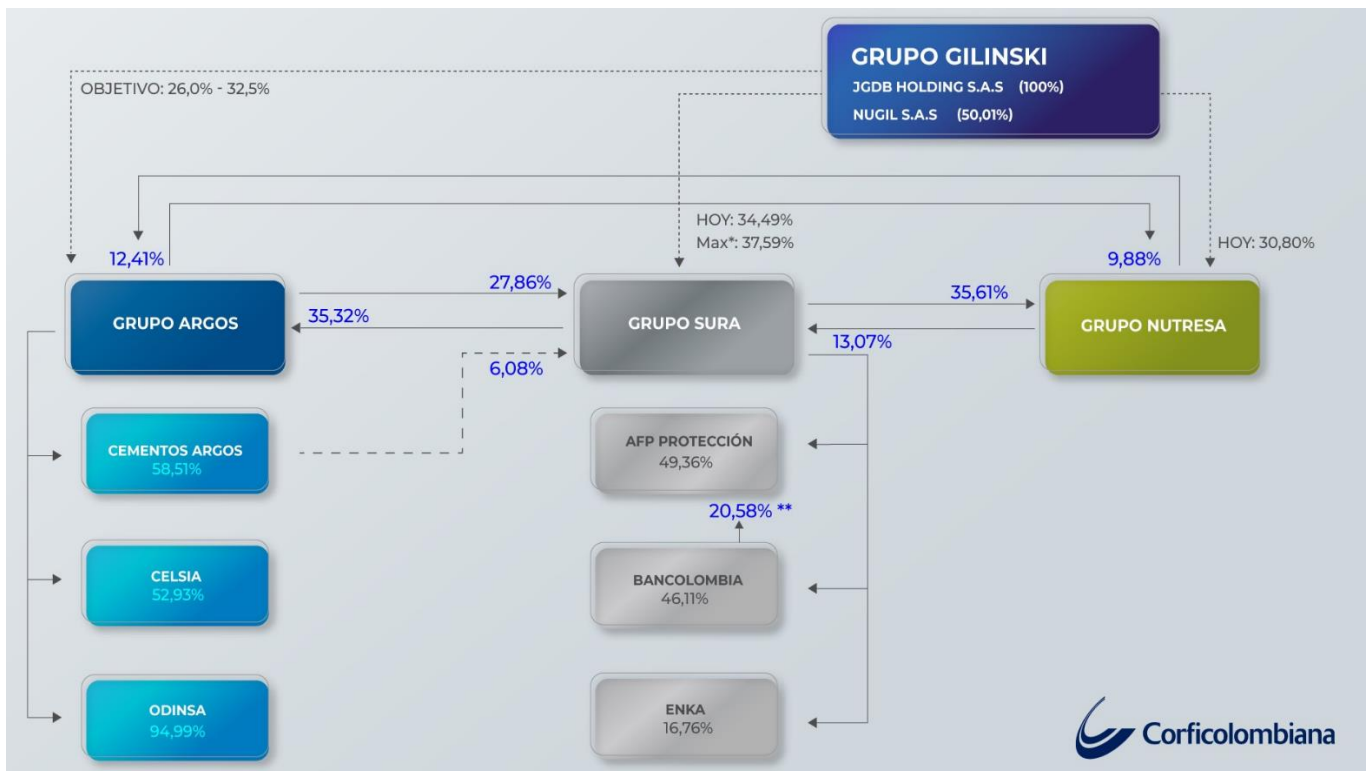 GRUPO GILINSKI
JGDB HOLDING S.A.S (100%)
NUGIL S.A.S (50,01%)
OBJETIVO: 26,0% - 32,5%
HOY: 34,49%
Max*: 37,59%
HOY: 30,80%
12,41%
9,88%
27,86%
35,61%
GRUPO ARGOS
35,32%
GRUPO SURA
GRUPO NUTRESA
13,07%
6,08%
CEMENTOS ARGOS
58,51%
AFP PROTECCIÓN
49,36%
20,58% **
CELSIA
52,93%
BANCOLOMBIA
46,11%
ODINSA
94,99%
ENKA
16,76%
Corficolombiana